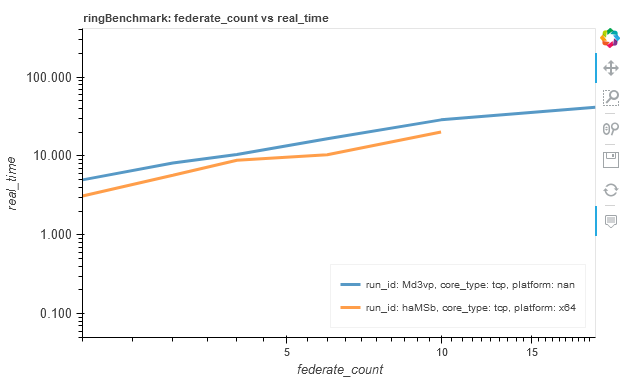 ringBenchmark: federate_count vs real_time
100.000
10.000
1.000
0.100
real_time
run_id: Md3vp, core_type: tcp, platform: nan
run_id: haMSb, core_type: tcp, platform: x64
5
10
15
federate_count